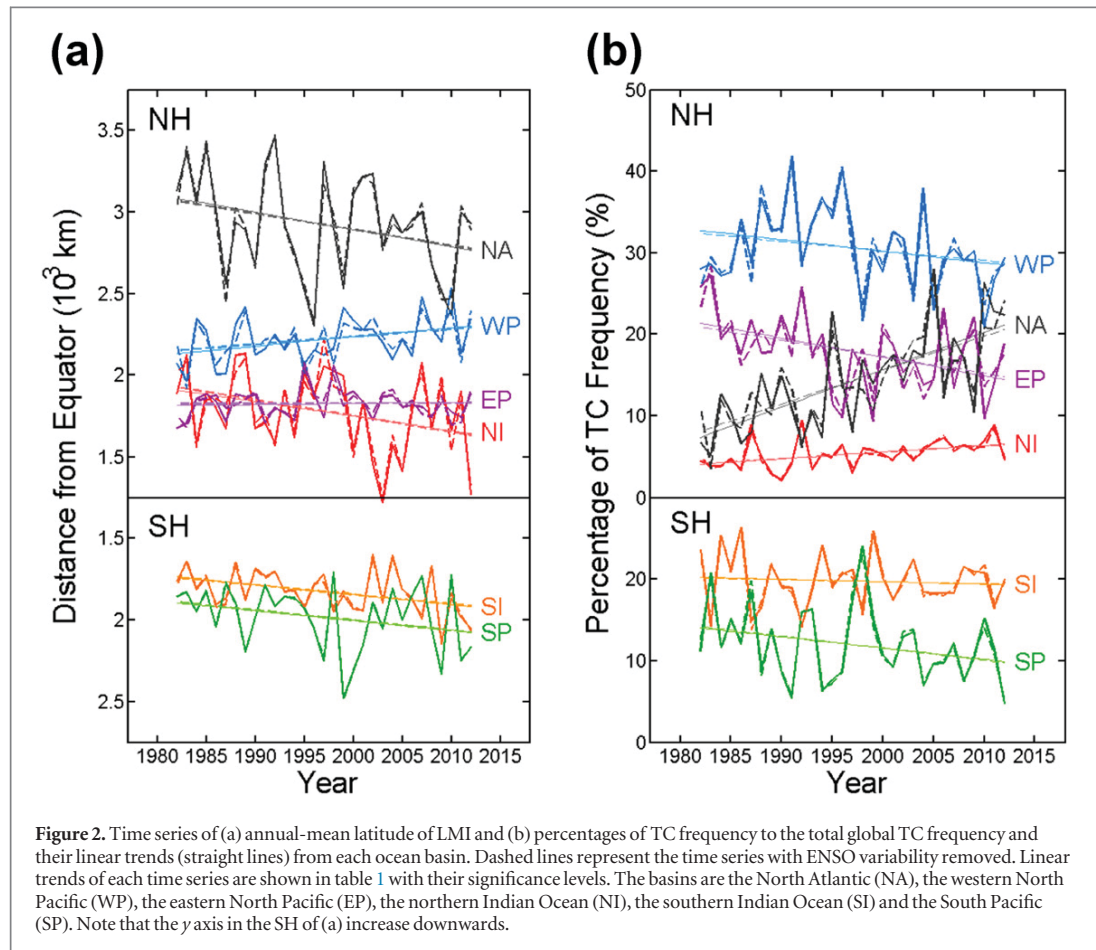 (a)
NH
3.5
3
2.5
2
1.5
NA
WP
EP
NI
SH
1.5
2
2.5
SI
SP
Distance from Equator (10³ km)
1980 1985 1990 1995 2000 2005 2010 2015
Year
(b)
NH
50
40
30
20
10
0
WP
NA
EP
NI
SH
30
20
10
0
SI
SP
Percentage of TC Frequency (%)
1980 1985 1990 1995 2000 2005 2010 2015
Year
Figure 2. Time series of (a) annual-mean latitude of LMI and (b) percentages of TC frequency to the total global TC frequency and
their linear trends (straight lines) from each ocean basin. Dashed lines represent the time series with ENSO variability removed. Linear
trends of each time series are shown in table 1 with their significance levels. The basins are the North Atlantic (NA), the western North
Pacific (WP), the eastern North Pacific (EP), the northern Indian Ocean (NI), the southern Indian Ocean (SI) and the South Pacific
(SP). Note that the y axis in the SH of (a) increase downwards.